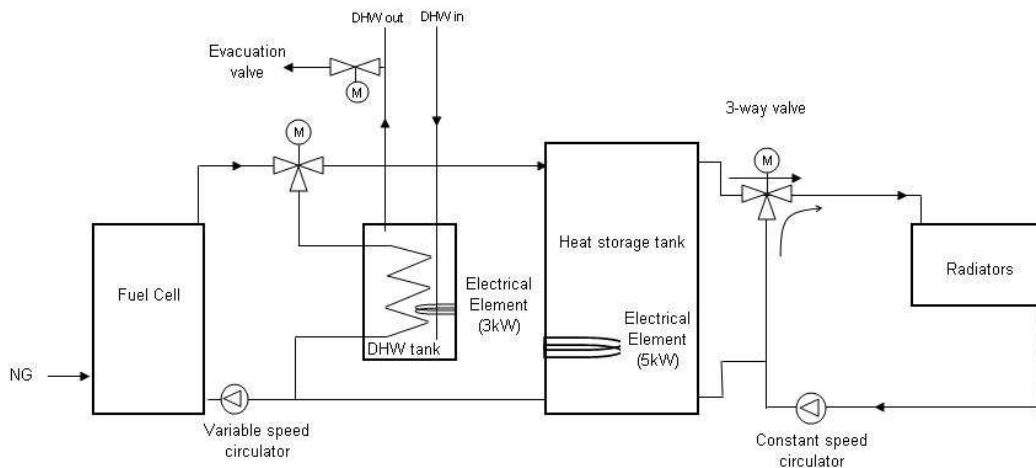 DHW out
DHW in
Evacuation
valve
M
M
3-way valve
M
Fuel Cell
Heat storage tank
Radiators
Electrical
Element
(3kW)
Electrical
Element
(5kW)
DHW tank
NG
Variable speed
circulator
Constant speed
circulator